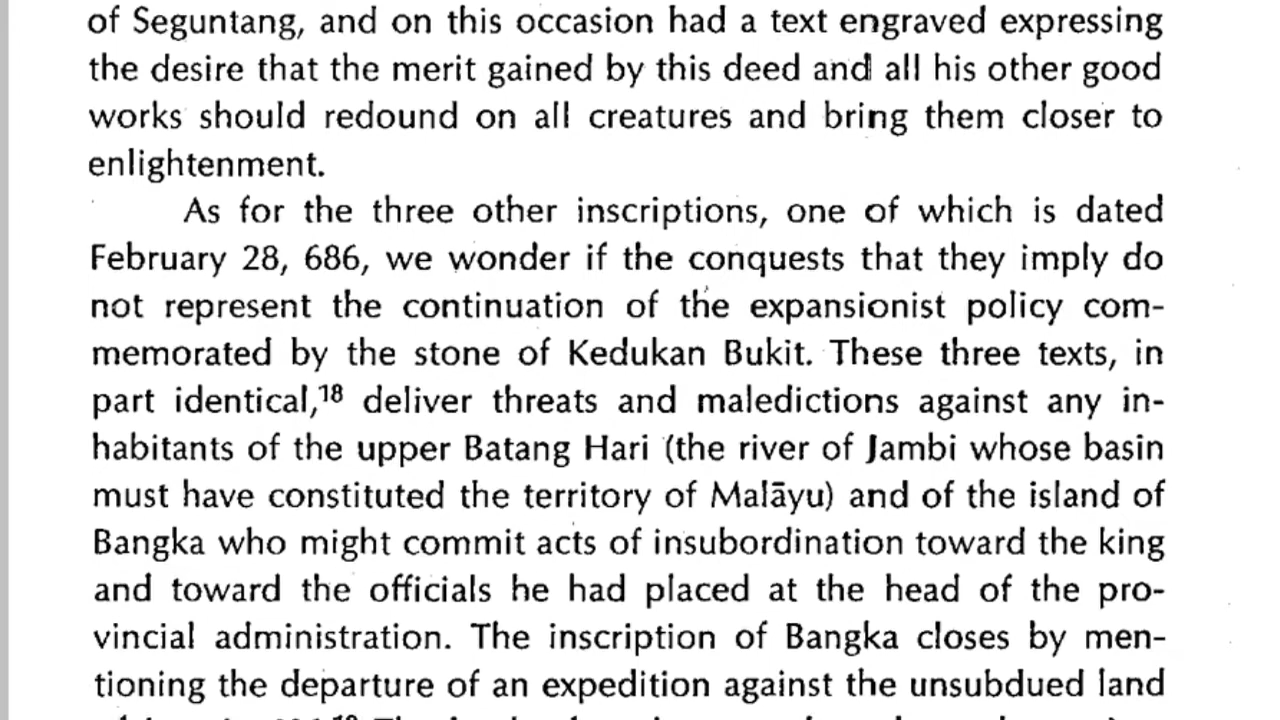 of Seguntang, and on this occasion had a text engraved expressing
the desire that the merit gained by this deed and all his other good
works should redound on all creatures and bring them closer to
enlightenment.
As for the three other inscriptions, one of which is dated
February 28, 686, we wonder if the conquests that they imply do
not represent the continuation of the expansionist policy com-
memorated by the stone of Kedukan Bukit. These three texts, in
part identical,¹⁸ deliver threats and maledictions against any in-
habitants of the upper Batang Hari (the river of Jambi whose basin
must have constituted the territory of Malāyu) and of the island of
Bangka who might commit acts of insubordination toward the king
and toward the officials he had placed at the head of the pro-
vincial administration. The inscription of Bangka closes by men-
tioning the departure of an expedition against the unsubdued land